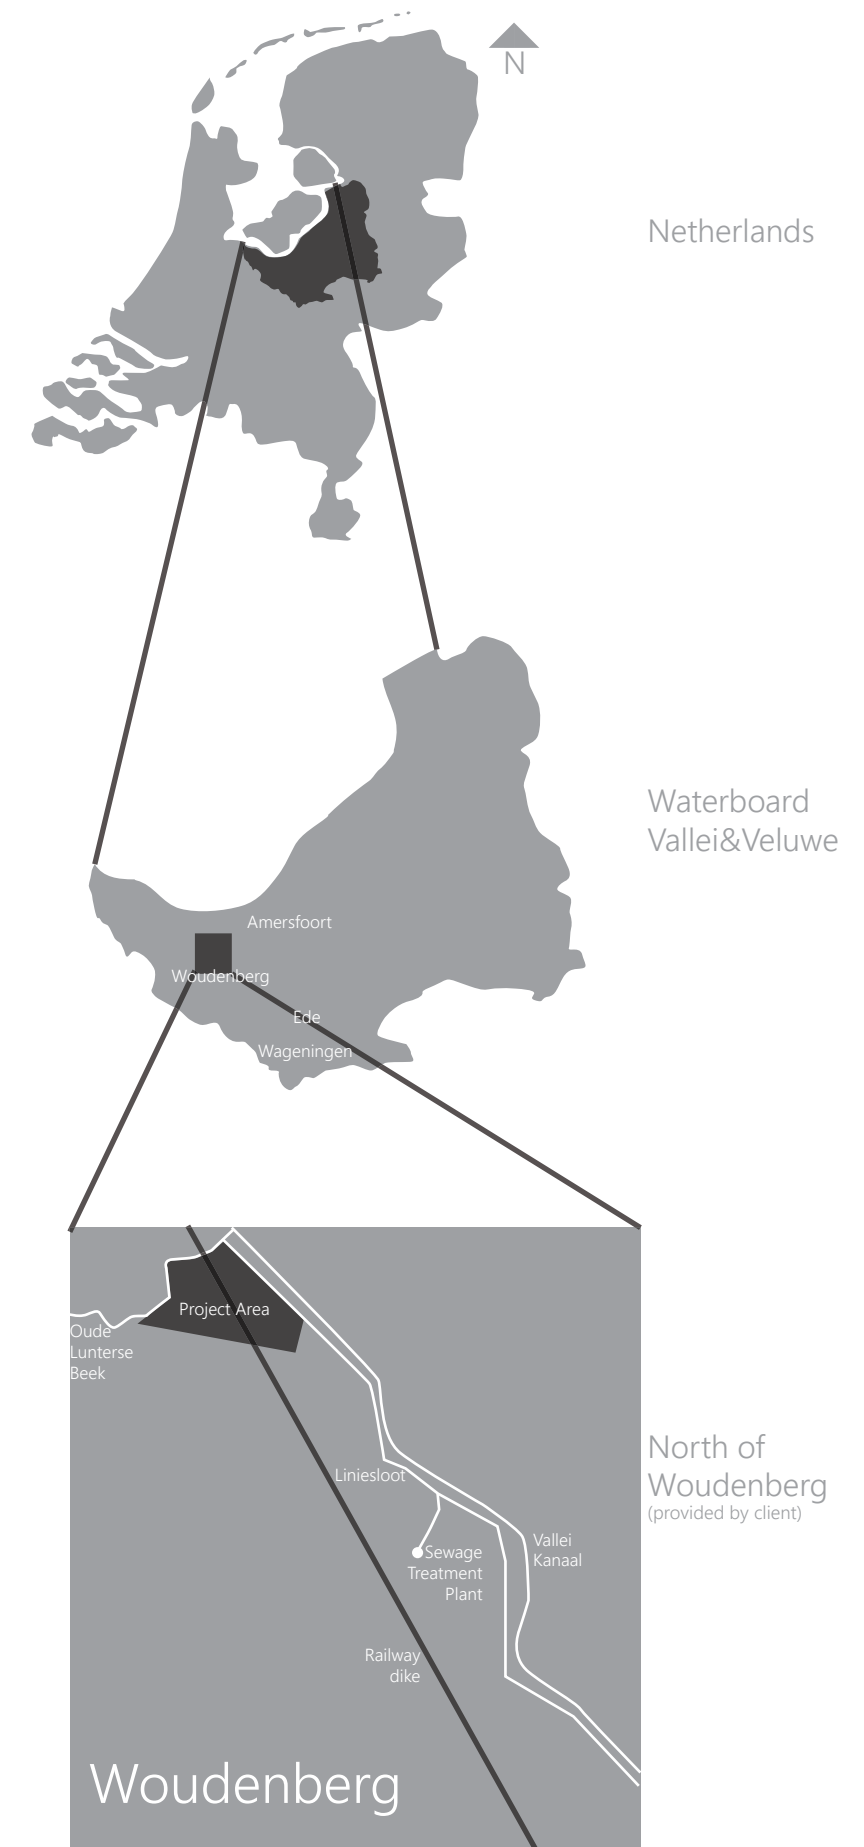 N
Netherlands
Waterboard
Vallei&Veluwe
Amersfoort
Woudenberg
Ede
Wageningen
Project Area
Oude
Lunterse
Beek
North of
Woudenberg
(provided by client)
Liniesloot
Vallei
Kanaal
Sewage
Treatment
Plant
Railway
dike
Woudenberg